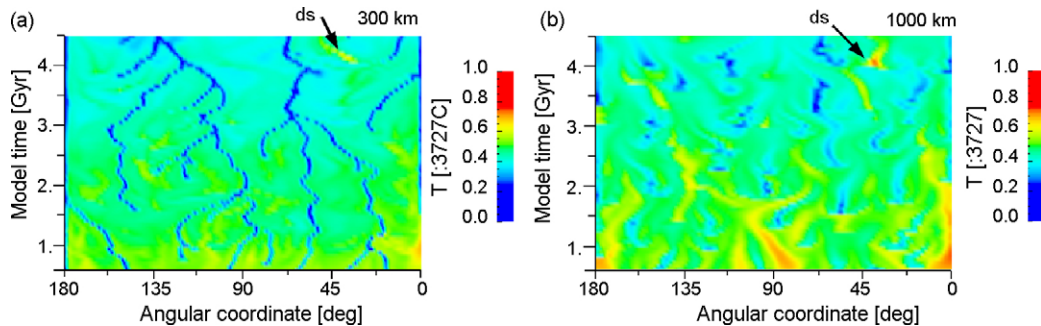 (a)
ds
300 km
Model time [Gyr]
4.
3.
2.
1.
180
135
90
45
0
Angular coordinate [deg]
1.0
0.8
0.6
0.4
0.2
0.0
T [:3727C]
(b)
ds
1000 km
Model time [Gyr]
4.
3.
2.
1.
180
135
90
45
0
Angular coordinate [deg]
1.0
0.8
0.6
0.4
0.2
0.0
T [:3727]